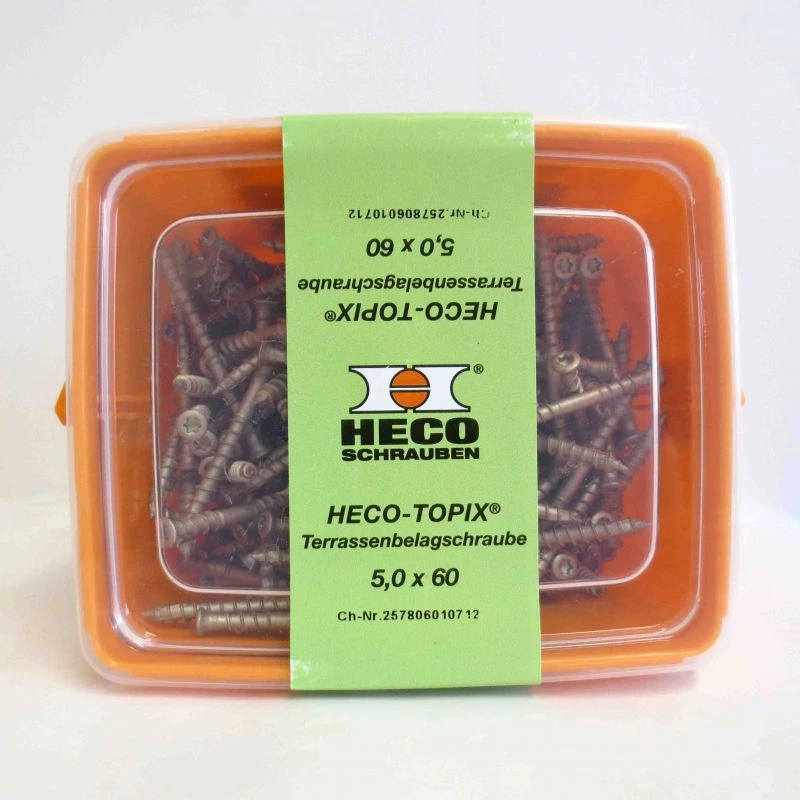 Ch-Nr.257806010712
5,0 x 60
Terrassenbelagschraube
HECO-TOPIX®
®
HECO
SCHRAUBEN
HECO-TOPIX®
Terrassenbelagschraube
5,0 x 60
Ch-Nr.257806010712